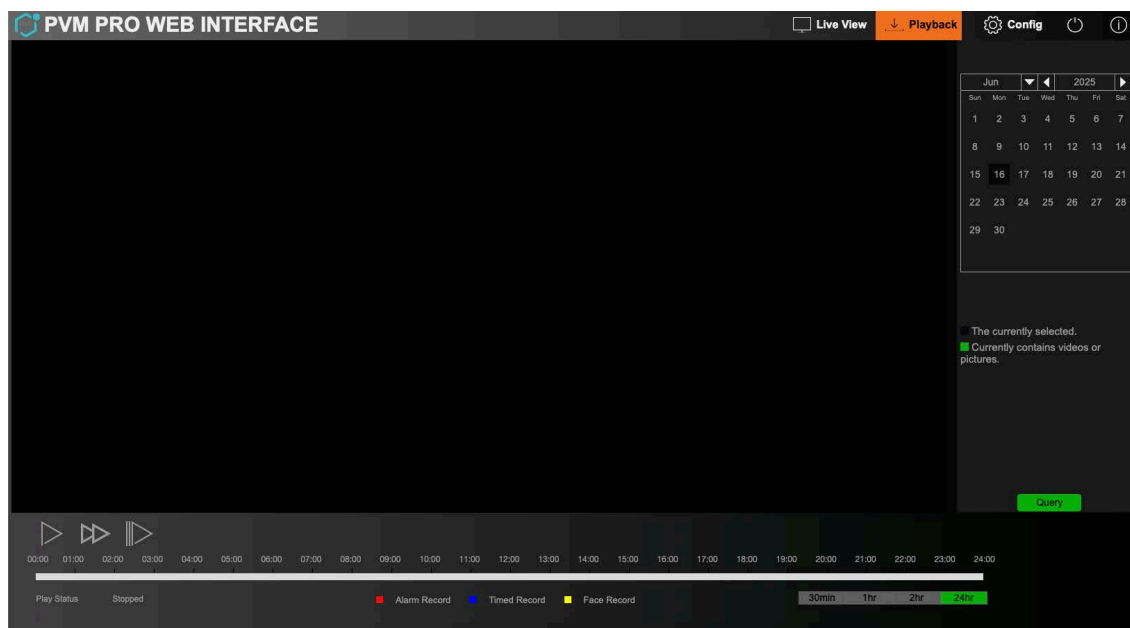 PVM PRO WEB INTERFACE
Live View
Playback
Config
Jun 2025
Sun Mon Tue Wed Thu Fri Sat
1 2 3 4 5 6 7
8 9 10 11 12 13 14
15 16 17 18 19 20 21
22 23 24 25 26 27 28
29 30
The currently selected.
Currently contains videos or
pictures.
Query
00:00 01:00 02:00 03:00 04:00 05:00 06:00 07:00 08:00 09:00 10:00 11:00 12:00 13:00 14:00 15:00 16:00 17:00 18:00 19:00 20:00 21:00 22:00 23:00 24:00
Play Status Stopped
Alarm Record Timed Record Face Record
30min 1hr 2hr 24hr